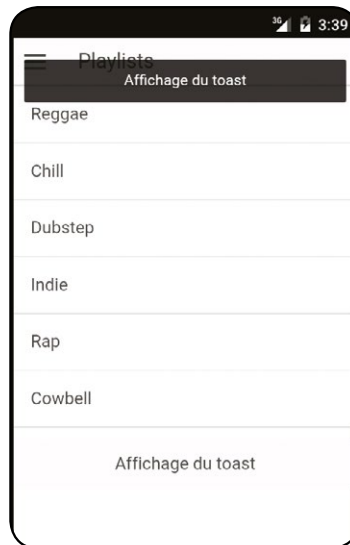 3G 3:39
Playlists
Affichage du toast
Reggae
Chill
Dubstep
Indie
Rap
Cowbell
Affichage du toast